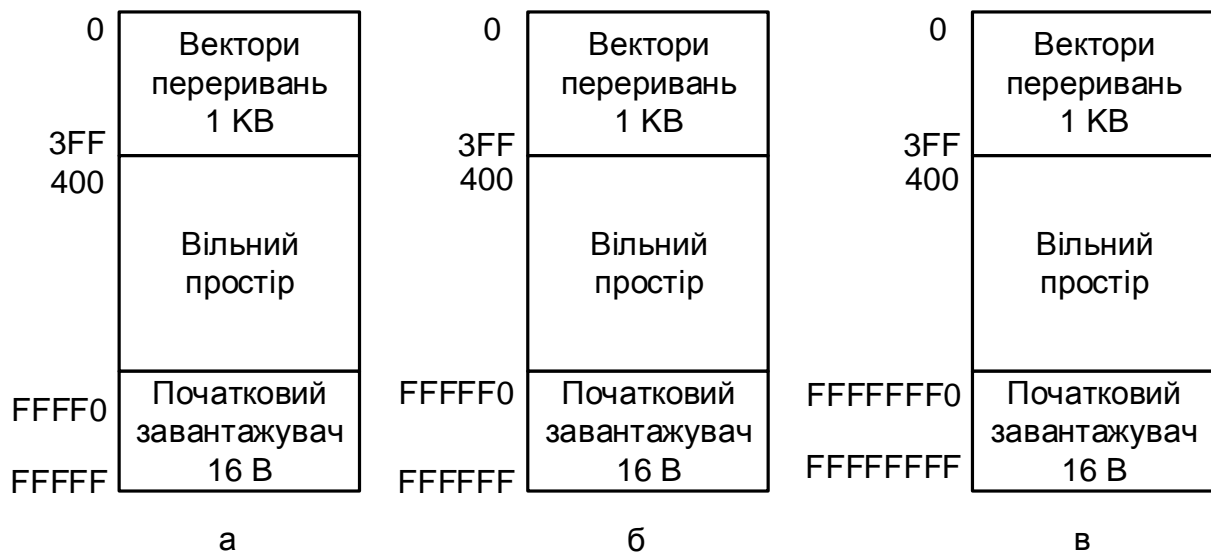 0
Вектори
переривань
1 KB
3FF
400
Вільний
простір
FFFF0
Початковий
завантажувач
16 B
FFFFF
а
0
Вектори
переривань
1 KB
3FF
400
Вільний
простір
FFFFF0
Початковий
завантажувач
16 B
FFFFFF
б
0
Вектори
переривань
1 KB
3FF
400
Вільний
простір
FFFFFFF0
Початковий
завантажувач
16 B
FFFFFFFF
в